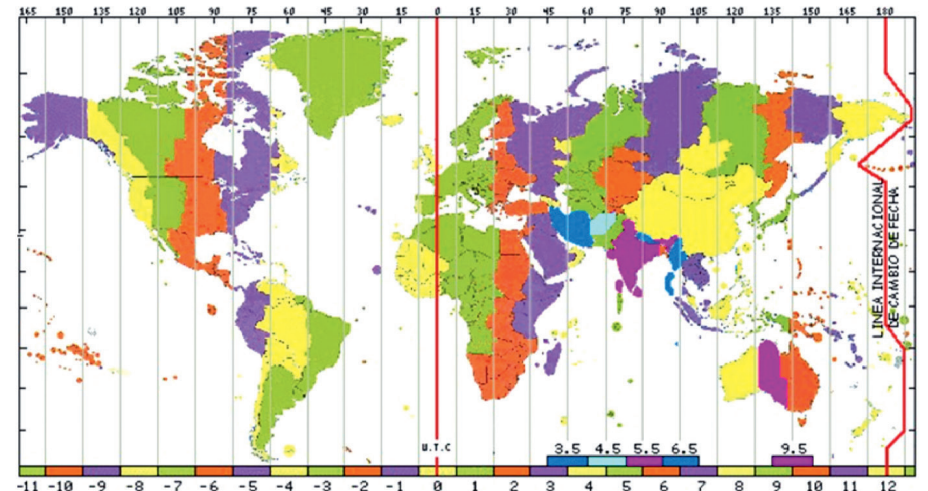 165 150 135 120 105 90 60 45 30 15 0 15 30 45 60 75 90 105 120 135 150 165 180
LINEA INTERNACIONAL
DE CAMBIO DE FECHA
U.T.C
3.5 4.5 5.5 6.5 9.5
-11 -10 -9 -8 -7 -6 -5 -4 -3 -2 -1 0 1 2 3 4 5 6 7 8 9 10 11 12